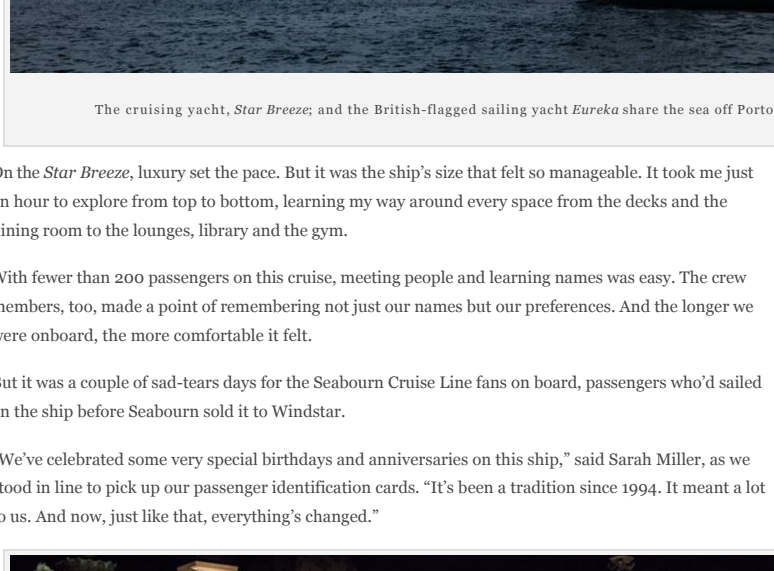 The cruising yacht, Star Breeze; and the British-flagged sailing yacht Eureka share the sea off Porto
On the Star Breeze, luxury set the pace. But it was the ship’s size that felt so manageable. It took me just
an hour to explore from top to bottom, learning my way around every space from the decks and the
dining room to the lounges, library and the gym.
With fewer than 200 passengers on this cruise, meeting people and learning names was easy. The crew
members, too, made a point of remembering not just our names but our preferences. And the longer we
were onboard, the more comfortable it felt.
But it was a couple of sad-tears days for the Seabourn Cruise Line fans on board, passengers who’d sailed
on the ship before Seabourn sold it to Windstar.
“We’ve celebrated some very special birthdays and anniversaries on this ship,” said Sarah Miller, as we
stood in line to pick up our passenger identification cards. “It’s been a tradition since 1994. It meant a lot
to us. And now, just like that, everything’s changed.”